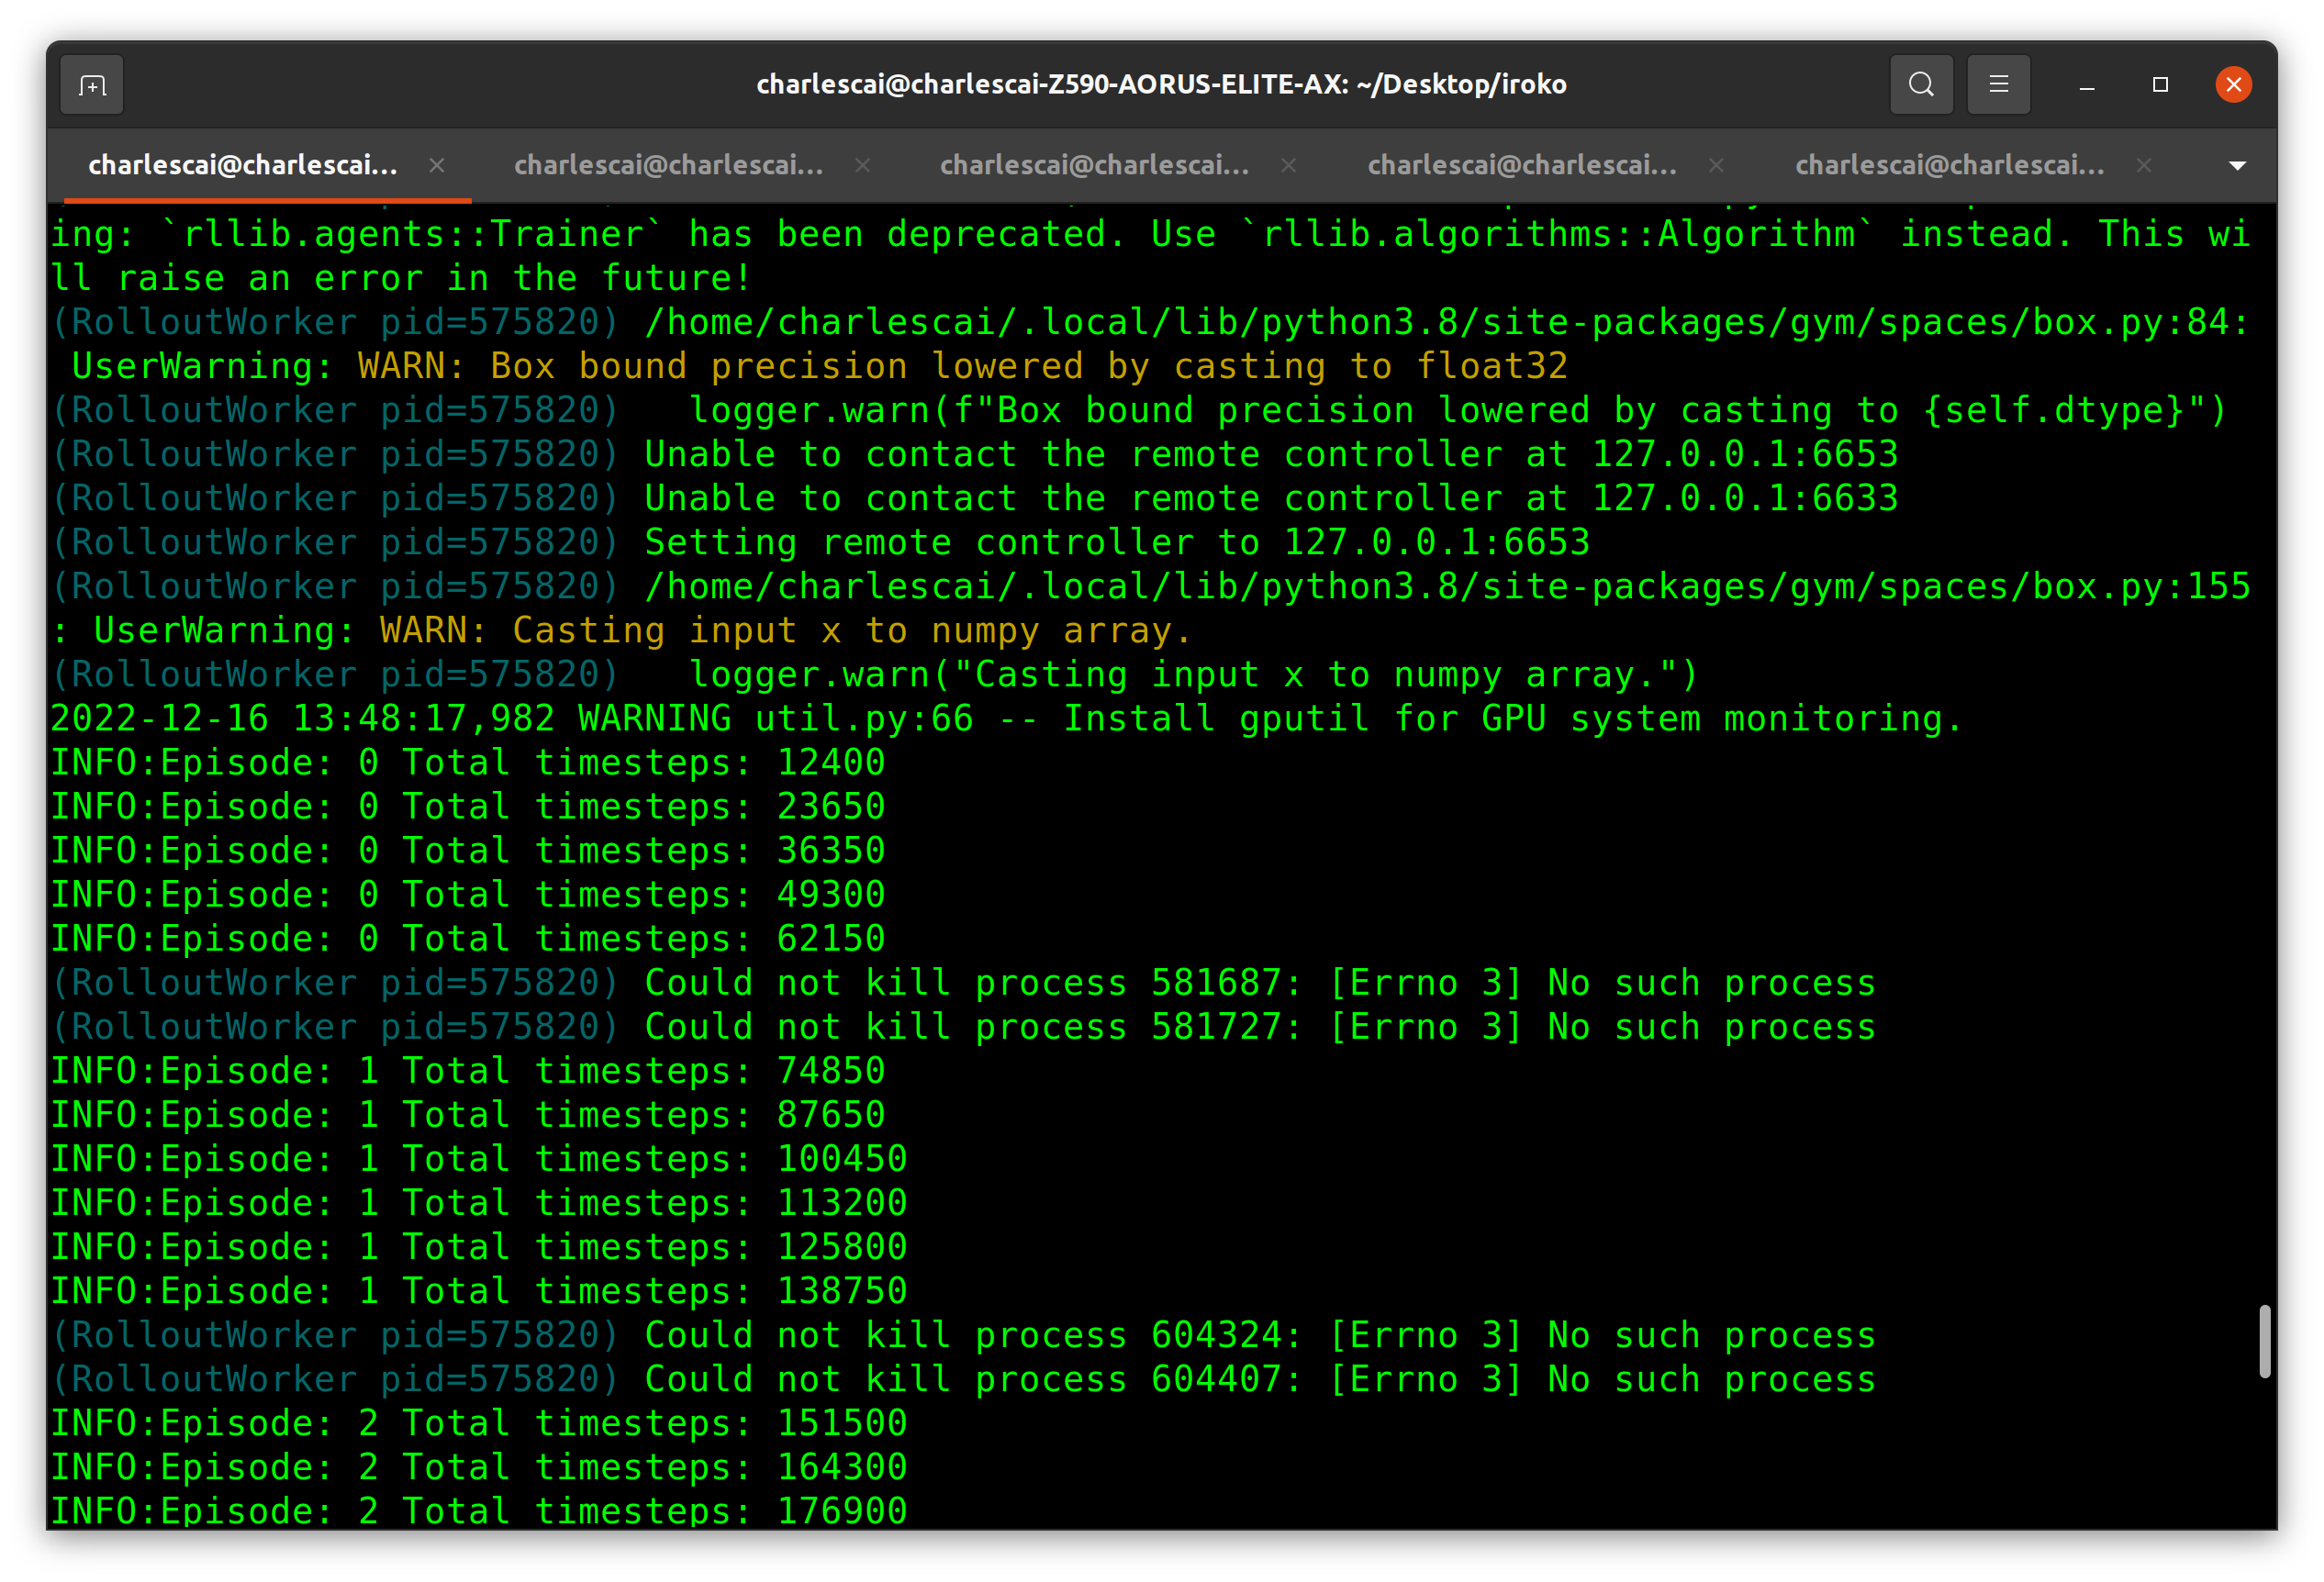 charlescai@charlescai-Z590-AORUS-ELITE-AX: ~/Desktop/iroko
charlescai@charlescai... charlescai@charlescai... charlescai@charlescai... charlescai@charlescai... charlescai@charlescai...
ing: `rllib.agents::Trainer` has been deprecated. Use `rllib.algorithms::Algorithm` instead. This wi
ll raise an error in the future!
(RolloutWorker pid=575820) /home/charlescai/.local/lib/python3.8/site-packages/gym/spaces/box.py:84:
 UserWarning: WARN: Box bound precision lowered by casting to float32
(RolloutWorker pid=575820)   logger.warn(f"Box bound precision lowered by casting to {self.dtype}")
(RolloutWorker pid=575820) Unable to contact the remote controller at 127.0.0.1:6653
(RolloutWorker pid=575820) Unable to contact the remote controller at 127.0.0.1:6633
(RolloutWorker pid=575820) Setting remote controller to 127.0.0.1:6653
(RolloutWorker pid=575820) /home/charlescai/.local/lib/python3.8/site-packages/gym/spaces/box.py:155
: UserWarning: WARN: Casting input x to numpy array.
(RolloutWorker pid=575820)   logger.warn("Casting input x to numpy array.")
2022-12-16 13:48:17,982 WARNING util.py:66 -- Install gputil for GPU system monitoring.
INFO:Episode: 0 Total timesteps: 12400
INFO:Episode: 0 Total timesteps: 23650
INFO:Episode: 0 Total timesteps: 36350
INFO:Episode: 0 Total timesteps: 49300
INFO:Episode: 0 Total timesteps: 62150
(RolloutWorker pid=575820) Could not kill process 581687: [Errno 3] No such process
(RolloutWorker pid=575820) Could not kill process 581727: [Errno 3] No such process
INFO:Episode: 1 Total timesteps: 74850
INFO:Episode: 1 Total timesteps: 87650
INFO:Episode: 1 Total timesteps: 100450
INFO:Episode: 1 Total timesteps: 113200
INFO:Episode: 1 Total timesteps: 125800
INFO:Episode: 1 Total timesteps: 138750
(RolloutWorker pid=575820) Could not kill process 604324: [Errno 3] No such process
(RolloutWorker pid=575820) Could not kill process 604407: [Errno 3] No such process
INFO:Episode: 2 Total timesteps: 151500
INFO:Episode: 2 Total timesteps: 164300
INFO:Episode: 2 Total timesteps: 176900